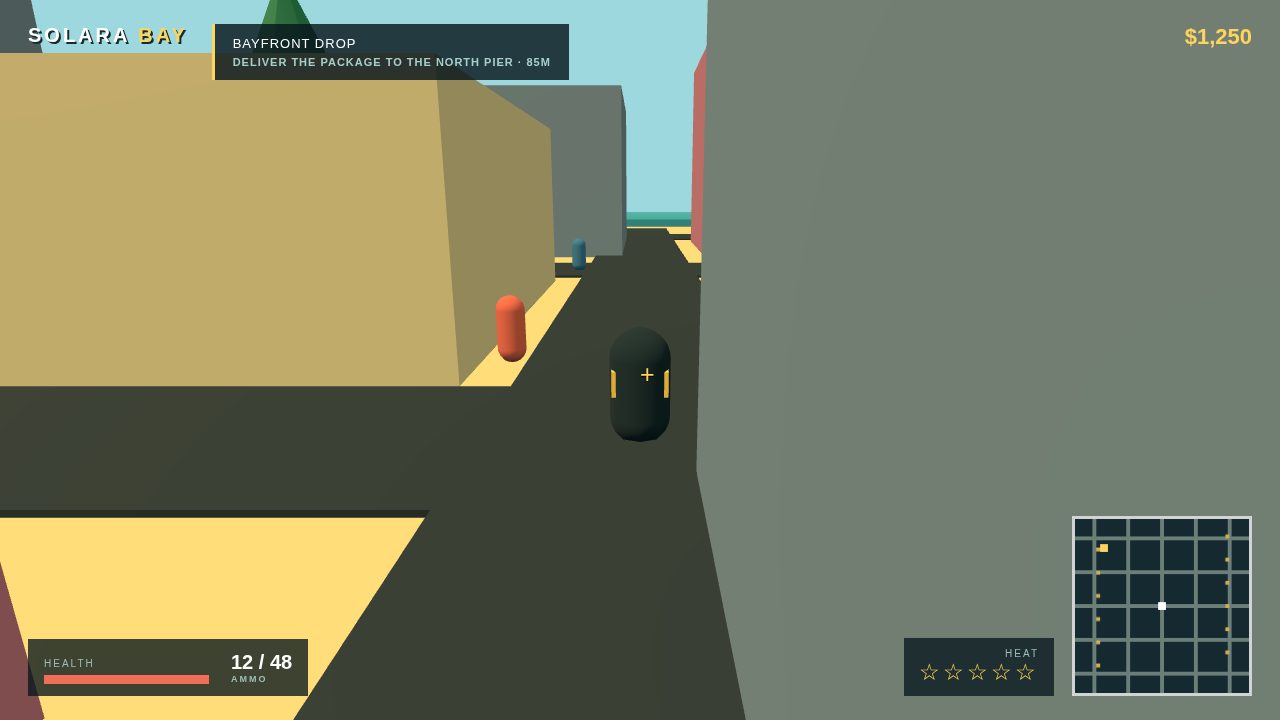 SOLARA BAY
BAYFRONT DROP
DELIVER THE PACKAGE TO THE NORTH PIER · 85M
$1,250
HEALTH
12 / 48
AMMO
HEAT
☆☆☆☆☆